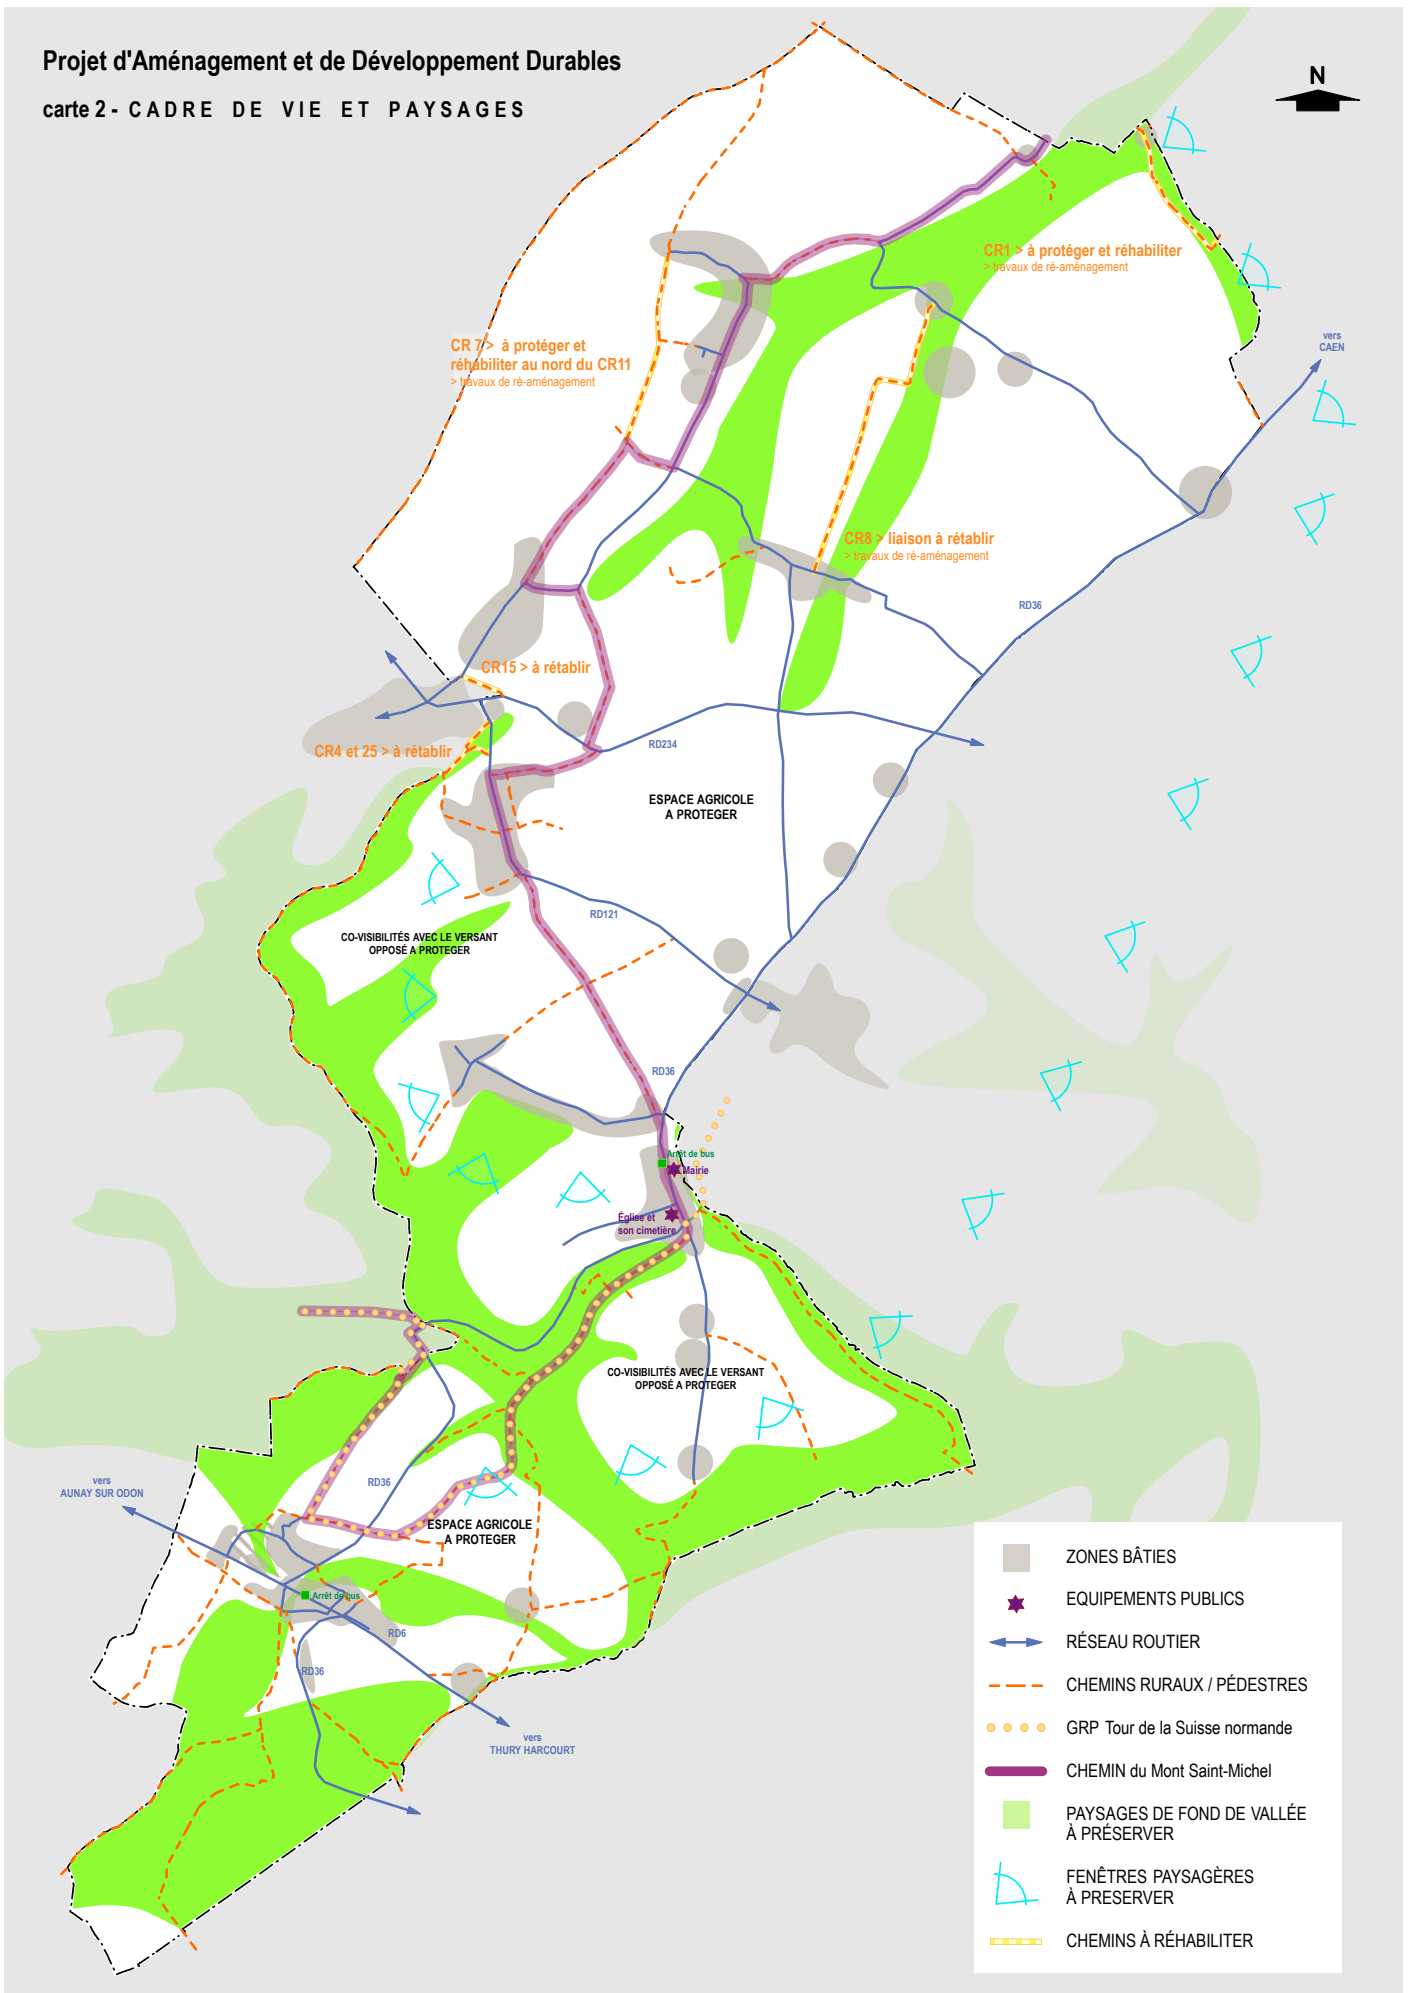 Projet d'Aménagement et de Développement Durables
carte 2 - CADRE DE VIE ET PAYSAGES
N
CR1 > à protéger et réhabiliter
> travaux de ré-aménagement
vers
CAEN
CR 7 > à protéger et
réhabiliter au nord du CR11
> travaux de ré-aménagement
CR8 > liaison à rétablir
> travaux de ré-aménagement
RD36
CR15 > à rétablir
CR4 et 25 > à rétablir
RD234
ESPACE AGRICOLE
A PROTEGER
RD121
CO-VISIBILITÉS AVEC LE VERSANT
OPPOSÉ A PROTEGER
RD36
Arrêt de bus
Mairie
Église et
son cimetière
CO-VISIBILITÉS AVEC LE VERSANT
OPPOSÉ A PROTEGER
vers
AUNAY SUR ODON
RD36
ESPACE AGRICOLE
A PROTEGER
Arrêt de bus
RD6
RD36
vers
THURY HARCOURT
ZONES BÂTIES
EQUIPEMENTS PUBLICS
RÉSEAU ROUTIER
CHEMINS RURAUX / PÉDESTRES
GRP Tour de la Suisse normande
CHEMIN du Mont Saint-Michel
PAYSAGES DE FOND DE VALLÉE
À PRÉSERVER
FENÊTRES PAYSAGÈRES
À PRESERVER
CHEMINS À RÉHABILITER